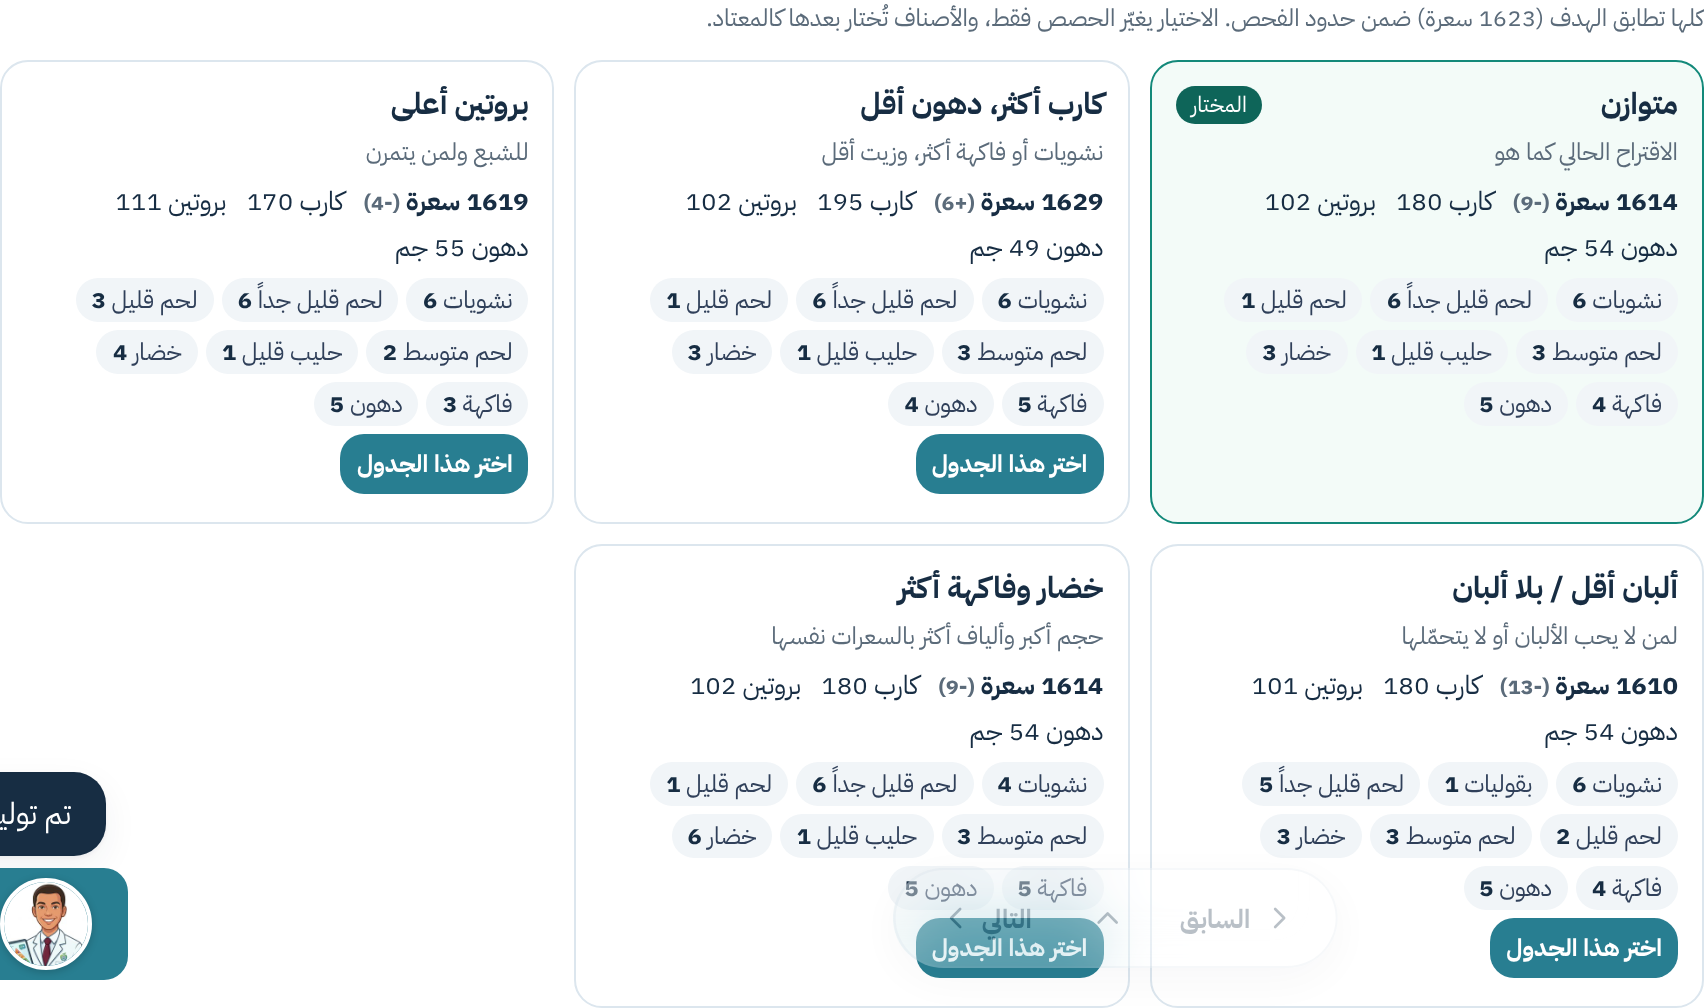 كلها تطابق الهدف (1623 سعرة) ضمن حدود الفحص. الاختيار يغيّر الحصص فقط، والأصناف تُختار بعدها كالمعتاد.
متوازن
المختار
الاقتراح الحالي كما هو
1614 سعرة (-9) كارب 180 بروتين 102
دهون 54 جم
نشويات 6 لحم قليل جداً 6 لحم قليل 1
لحم متوسط 3 حليب قليل 1 خضار 3
فاكهة 4 دهون 5
كارب أكثر، دهون أقل
نشويات أو فاكهة أكثر، وزيت أقل
1629 سعرة (+6) كارب 195 بروتين 102
دهون 49 جم
نشويات 6 لحم قليل جداً 6 لحم قليل 1
لحم متوسط 3 حليب قليل 1 خضار 3
فاكهة 5 دهون 4
اختر هذا الجدول
بروتين أعلى
للشبع ولمن يتمرن
1619 سعرة (-4) كارب 170 بروتين 111
دهون 55 جم
نشويات 6 لحم قليل جداً 6 لحم قليل 3
لحم متوسط 2 حليب قليل 1 خضار 4
فاكهة 3 دهون 5
اختر هذا الجدول
ألبان أقل / بلا ألبان
لمن لا يحب الألبان أو لا يتحمّلها
1610 سعرة (-13) كارب 180 بروتين 101
دهون 54 جم
نشويات 6 بقوليات 1 لحم قليل جداً 5
لحم قليل 2 لحم متوسط 3 خضار 3
فاكهة 4 دهون 5
اختر هذا الجدول
خضار وفاكهة أكثر
حجم أكبر وألياف أكثر بالسعرات نفسها
1614 سعرة (-9) كارب 180 بروتين 102
دهون 54 جم
نشويات 4 لحم قليل جداً 6 لحم قليل 1
لحم متوسط 3 حليب قليل 1 خضار 6
فاكهة 5 دهون 5
اختر هذا الجدول
السابق
التالي
تم